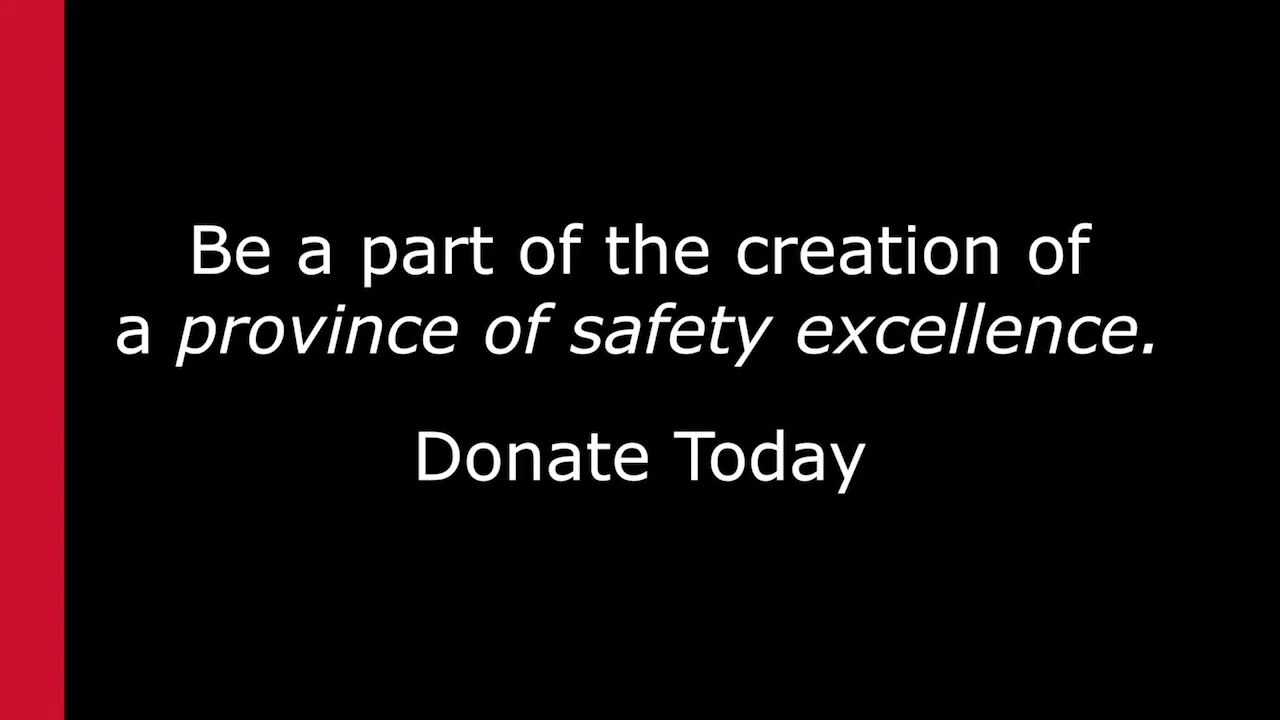 Be a part of the creation of
a province of safety excellence.
Donate Today